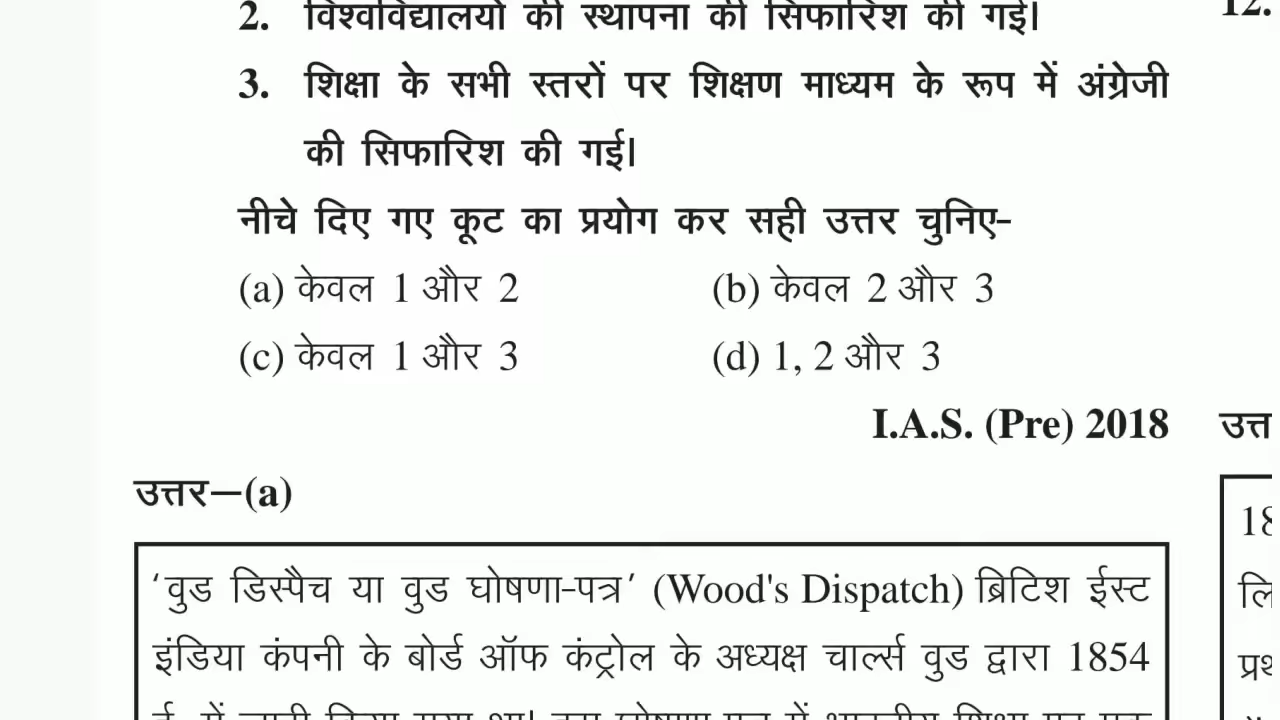 2. विश्वविद्यालयों की स्थापना की सिफारिश की गई।
3. शिक्षा के सभी स्तरों पर शिक्षण माध्यम के रूप में अंग्रेजी
की सिफारिश की गई।
नीचे दिए गए कूट का प्रयोग कर सही उत्तर चुनिए-
(a) केवल 1 और 2 (b) केवल 2 और 3
(c) केवल 1 और 3 (d) 1, 2 और 3
I.A.S. (Pre) 2018
उत्तर—(a)
‘वुड डिस्पैच या वुड घोषणा-पत्र’ (Wood's Dispatch) ब्रिटिश ईस्ट
इंडिया कंपनी के बोर्ड ऑफ कंट्रोल के अध्यक्ष चार्ल्स वुड द्वारा 1854
12.